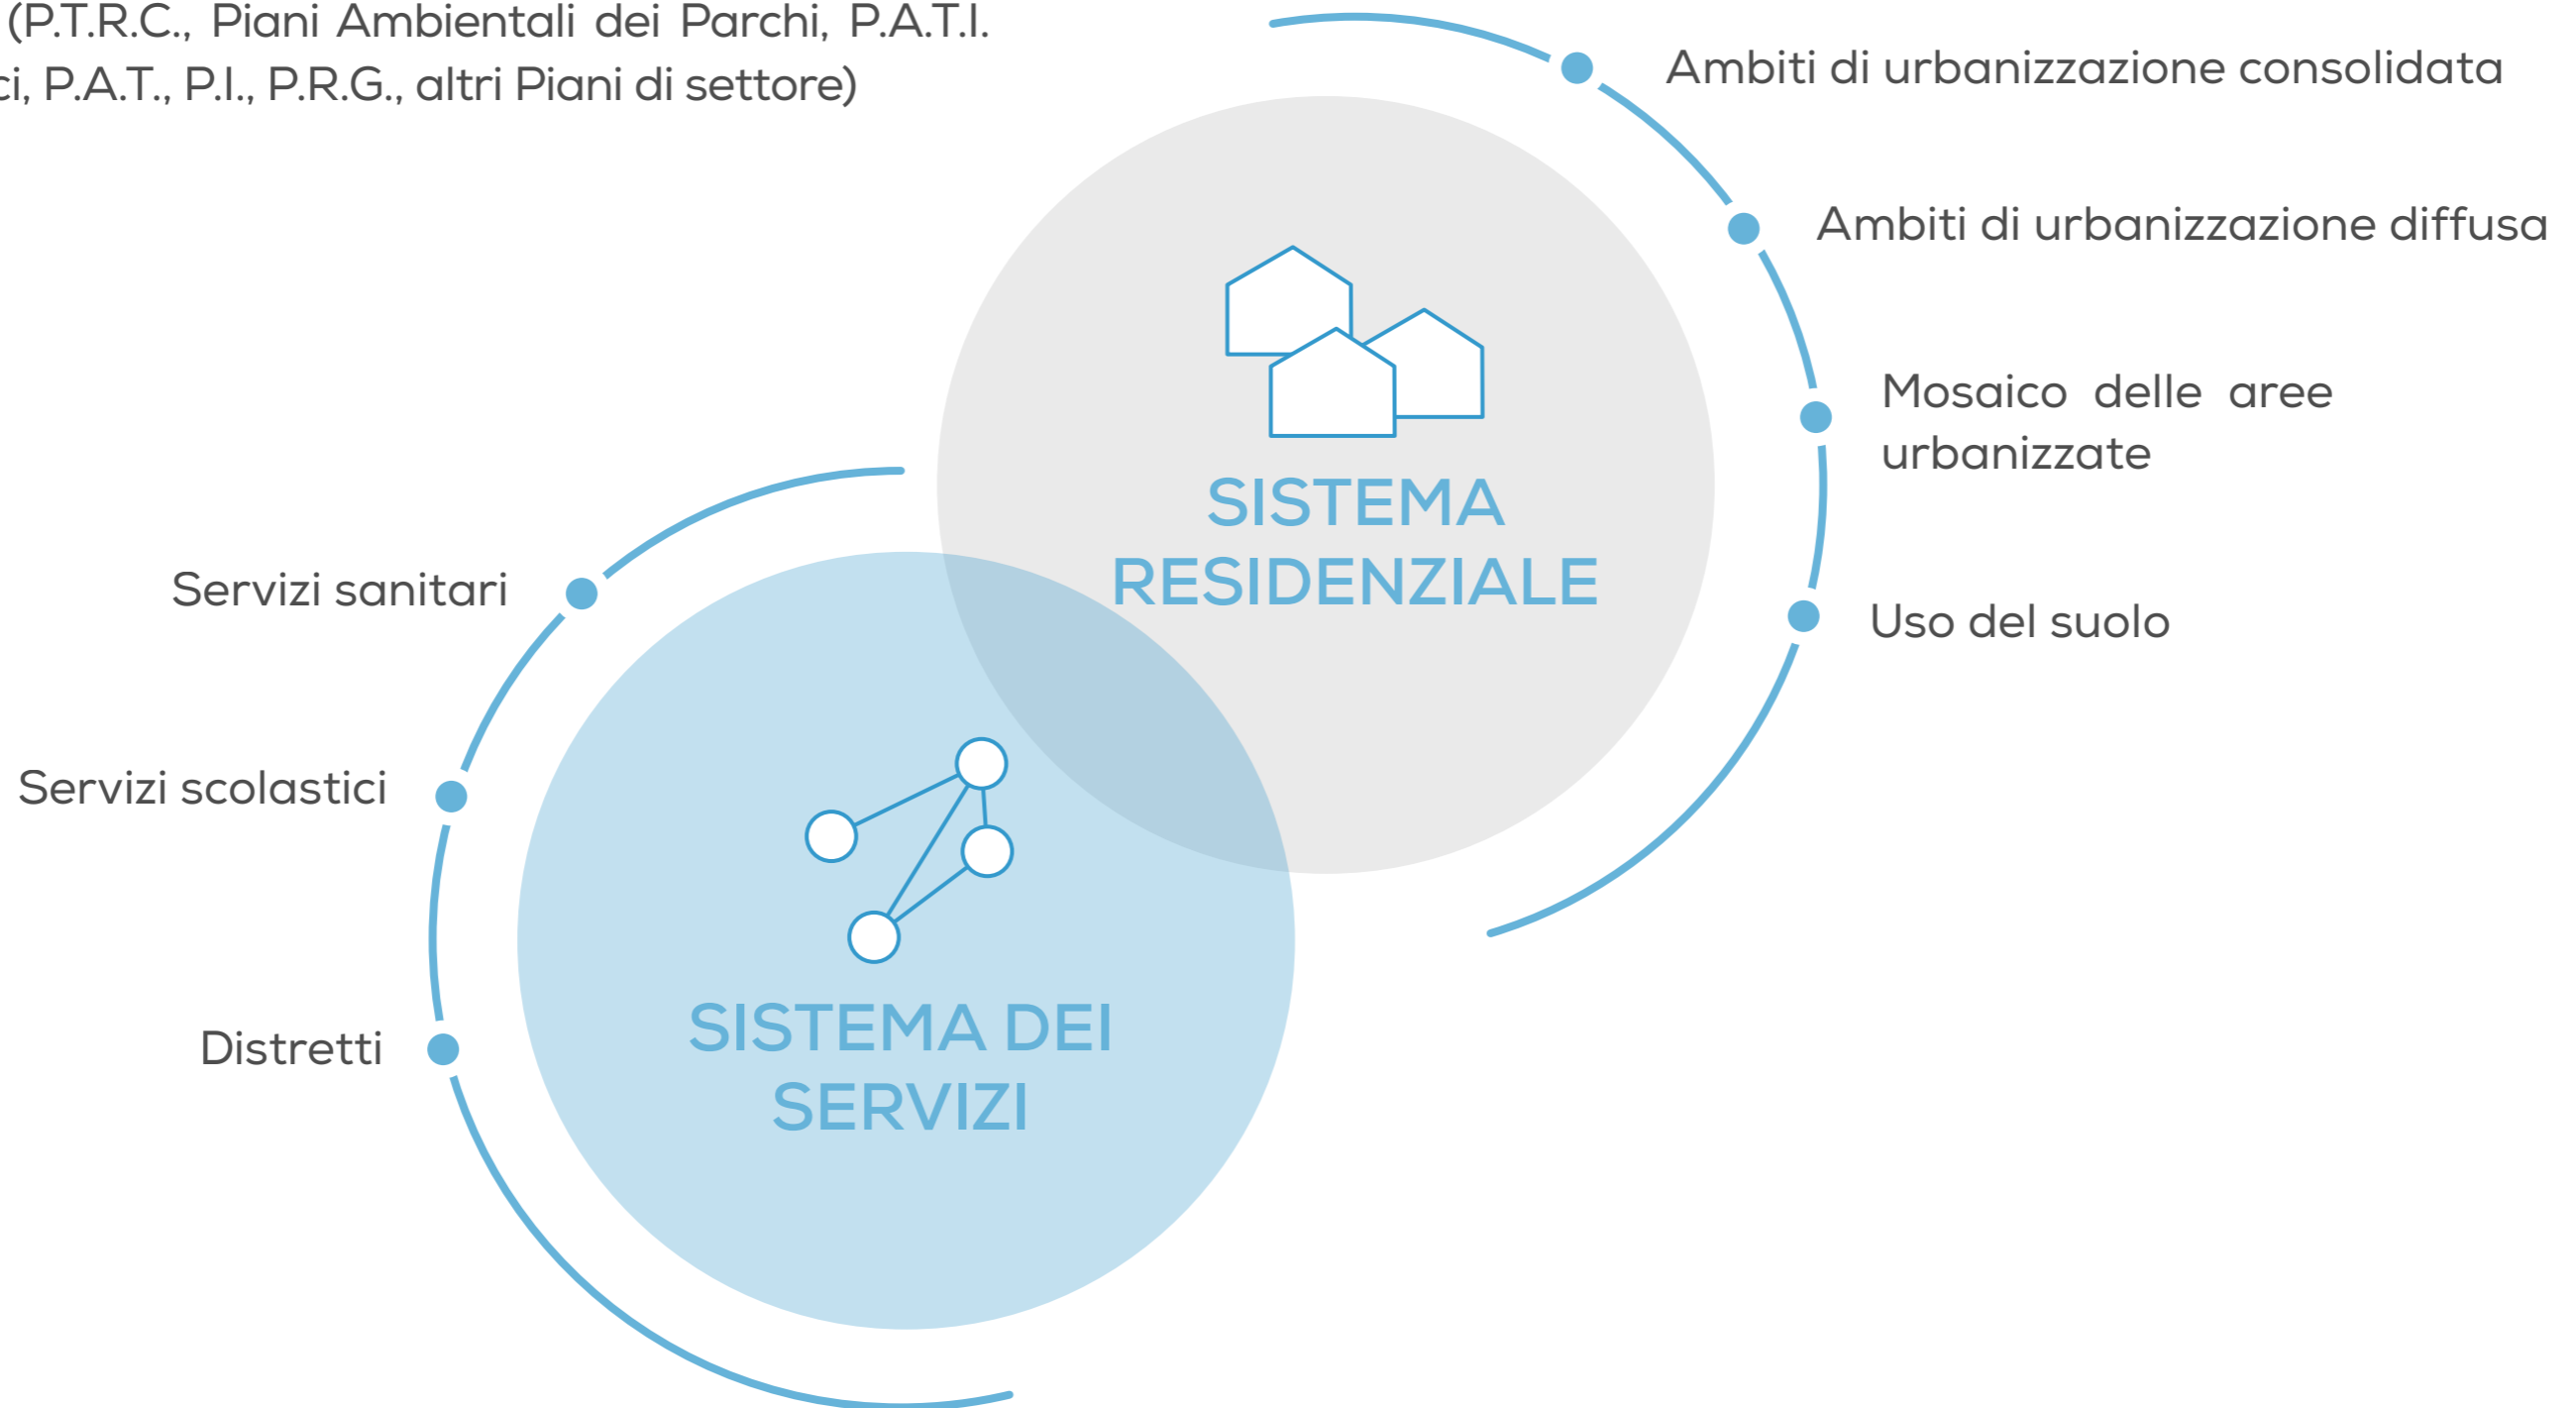 (P.T.R.C., Piani Ambientali dei Parchi, P.A.T.I.
ci, P.A.T., P.I., P.R.G., altri Piani di settore)
Ambiti di urbanizzazione consolidata
Ambiti di urbanizzazione diffusa
Mosaico delle aree
urbanizzate
Uso del suolo
SISTEMA
RESIDENZIALE
Servizi sanitari
Servizi scolastici
Distretti
SISTEMA DEI
SERVIZI